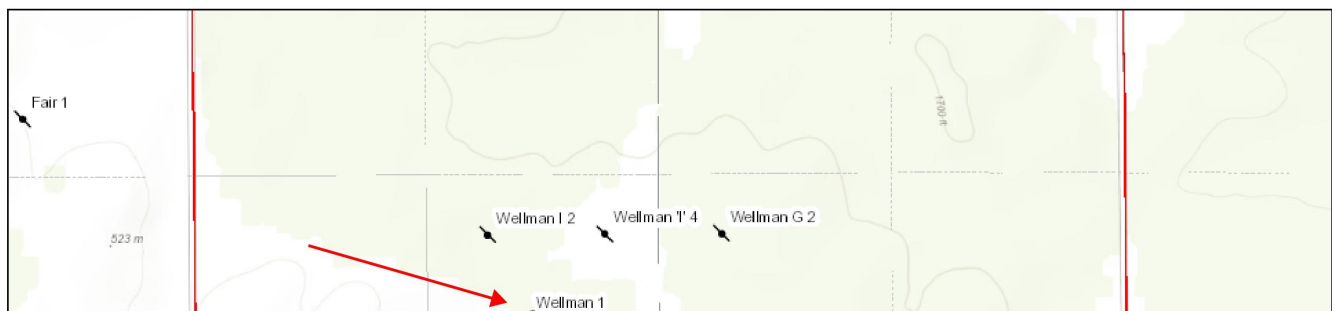 Fair 1
1700 ft
Wellman I 2
Wellman 'I' 4
Wellman G 2
523 m
Wellman 1